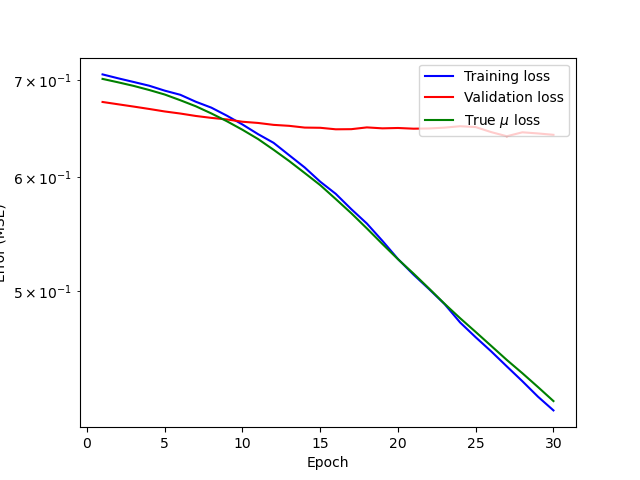 Training loss
Validation loss
True μ loss
7 × 10⁻¹
6 × 10⁻¹
5 × 10⁻¹
Error (MSE)
0 5 10 15 20 25 30
Epoch